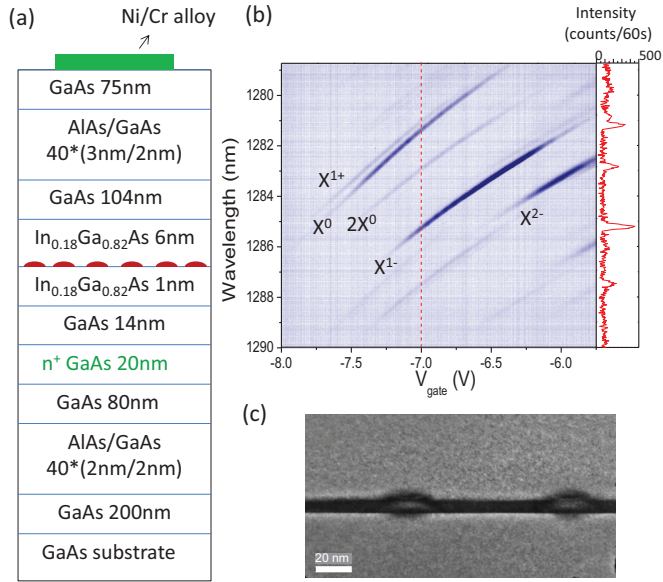 (a)
Ni/Cr alloy
GaAs 75nm
AlAs/GaAs
40*(3nm/2nm)
GaAs 104nm
In0.18Ga0.82As 6nm
In0.18Ga0.82As 1nm
GaAs 14nm
n+ GaAs 20nm
GaAs 80nm
AlAs/GaAs
40*(2nm/2nm)
GaAs 200nm
GaAs substrate
(b)
Intensity
(counts/60s)
0 500
Wavelength (nm)
1280
1282
1284
1286
1288
1290
X1+
X0
2X0
X1-
X2-
-8.0 -7.5 -7.0 -6.5 -6.0
Vgate (V)
(c)
20 nm